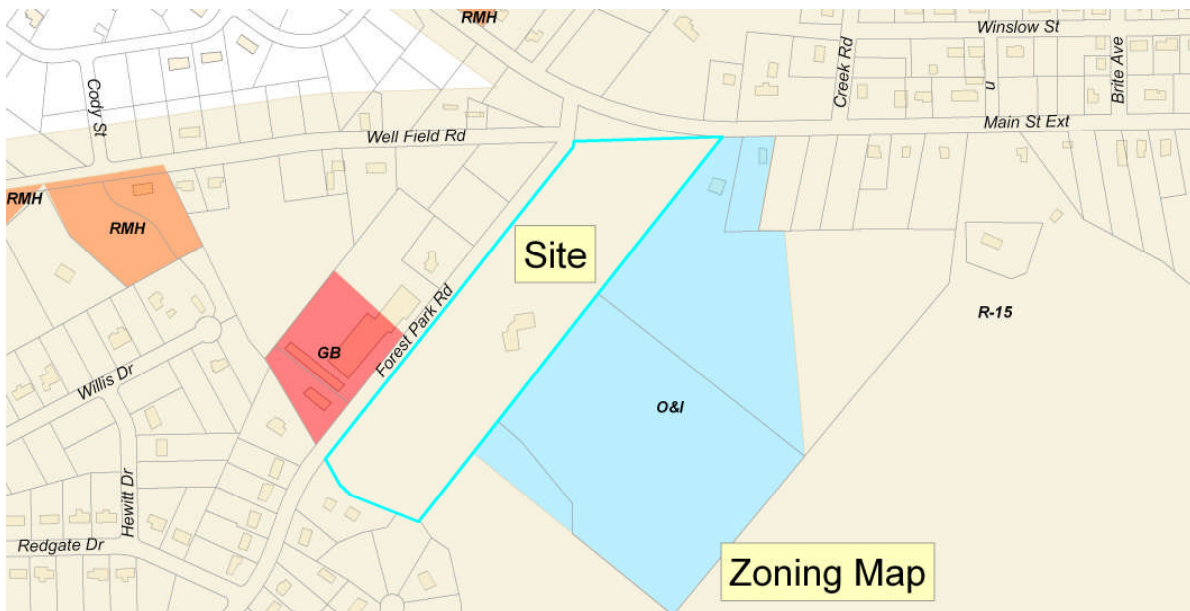 RMH
Winslow St
Cody St
Creek Rd
n
Brite Ave
Main St Ext
Well Field Rd
RMH
RMH
Site
R-15
Forest Park Rd
GB
Willis Dr
O&I
Hewitt Dr
Redgate Dr
Zoning Map